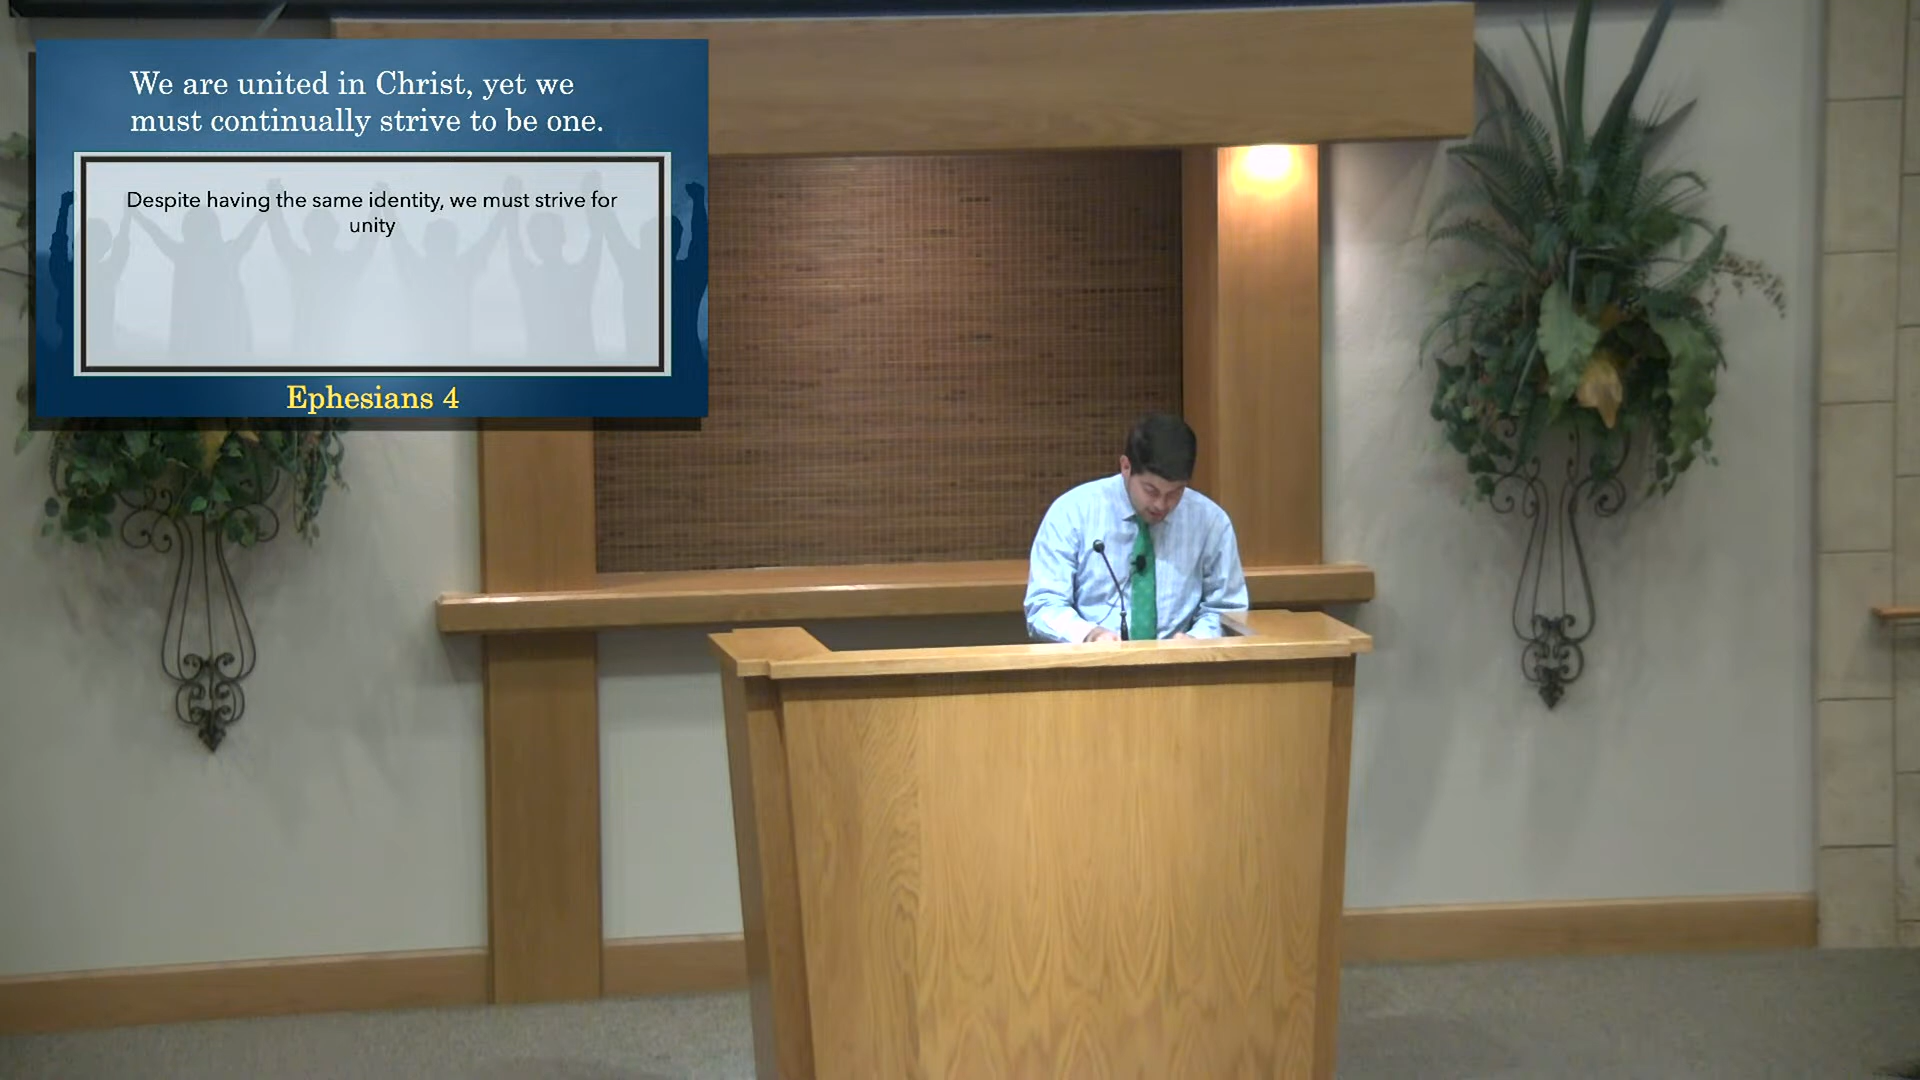 We are united in Christ, yet we
must continually strive to be one.
Despite having the same identity, we must strive for
unity
Ephesians 4